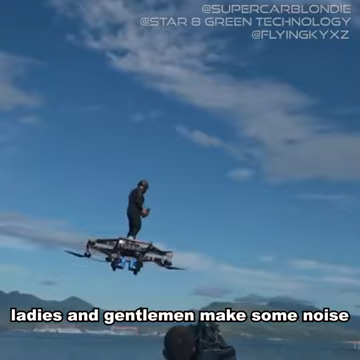 @SUPERCARBLONDIE
@STAR 8 GREEN TECHNOLOGY
@FLYINGKYXZ
ladies and gentlemen make some noise